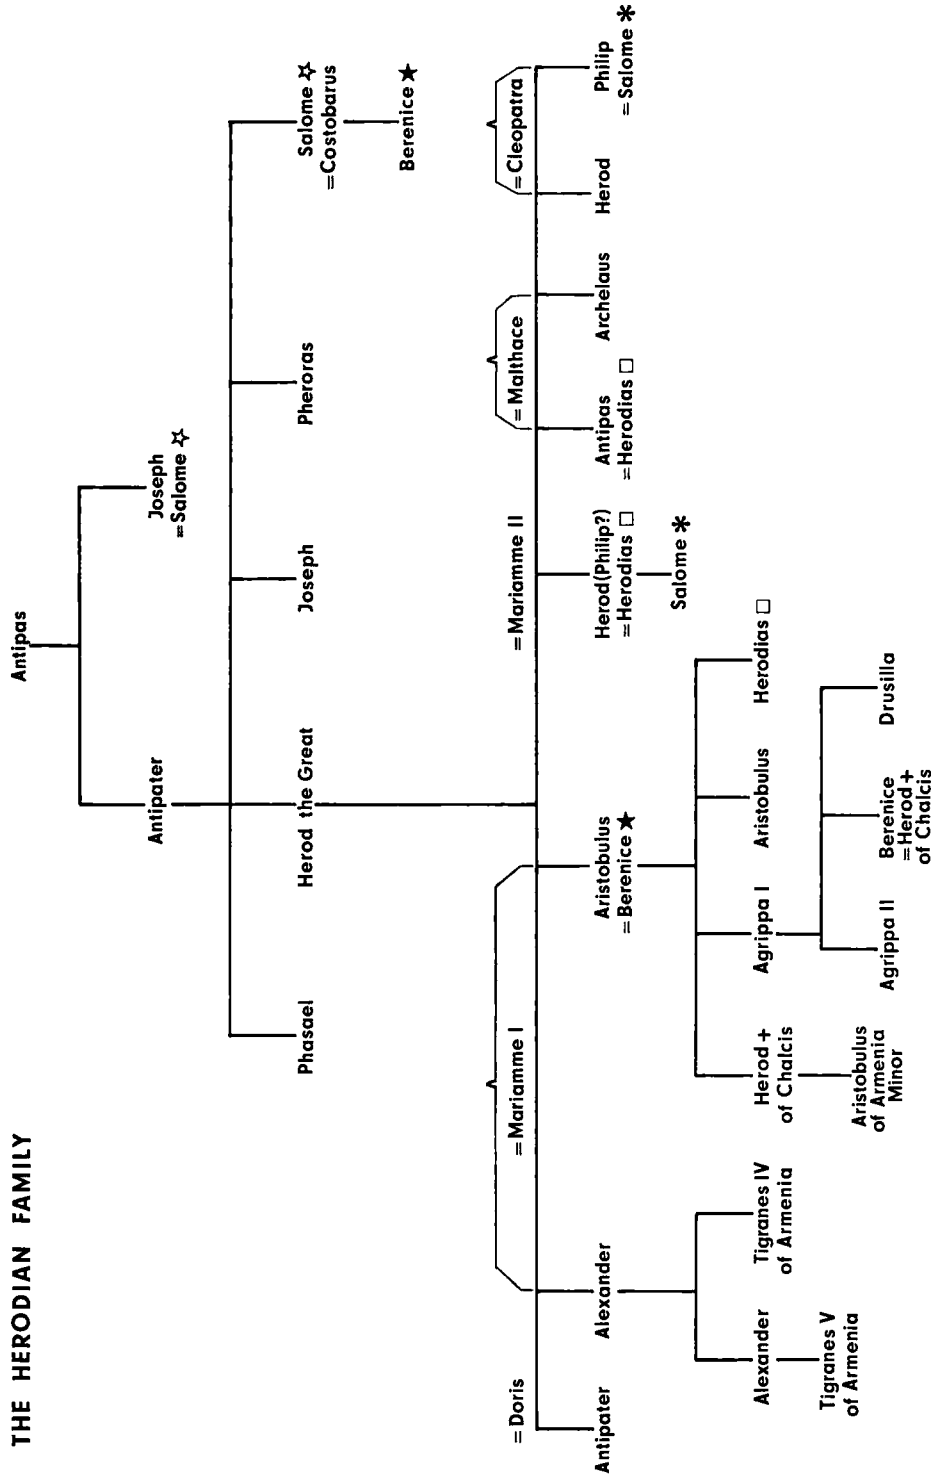 THE HERODIAN FAMILY
Antipas
Antipater
Joseph
=Salome ☆
Phasael
Herod the Great
Joseph
Pheroras
Salome ☆
=Costobarus
Berenice ★
=Doris
=Mariamme I
=Mariamme II
=Malthace
=Cleopatra
Antipater
Alexander
Aristobulus
=Berenice ★
Herod(Philip?)
=Herodias □
Antipas
=Herodias □
Archelaus
Herod
Philip
=Salome *
Salome *
Alexander
Tigranes IV
of Armenia
Herod +
of Chalcis
Agrippa I
Aristobulus
Herodias □
Tigranes V
of Armenia
Aristobulus
of Armenia
Minor
Agrippa II
Berenice
=Herod+
of Chalcis
Drusilla